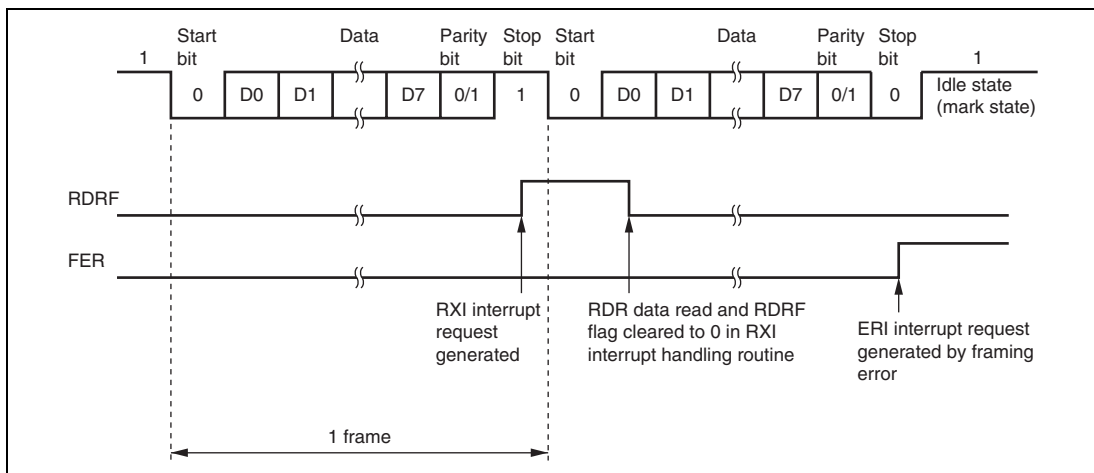 Start Data Parity Stop Start Data Parity Stop
1 bit bit bit bit bit bit 1
0 D0 D1 D7 0/1 1 0 D0 D1 D7 0/1 0 Idle state
(mark state)
RDRF
FER
RXI interrupt
request
generated
RDR data read and RDRF
flag cleared to 0 in RXI
interrupt handling routine
ERI interrupt request
generated by framing
error
1 frame